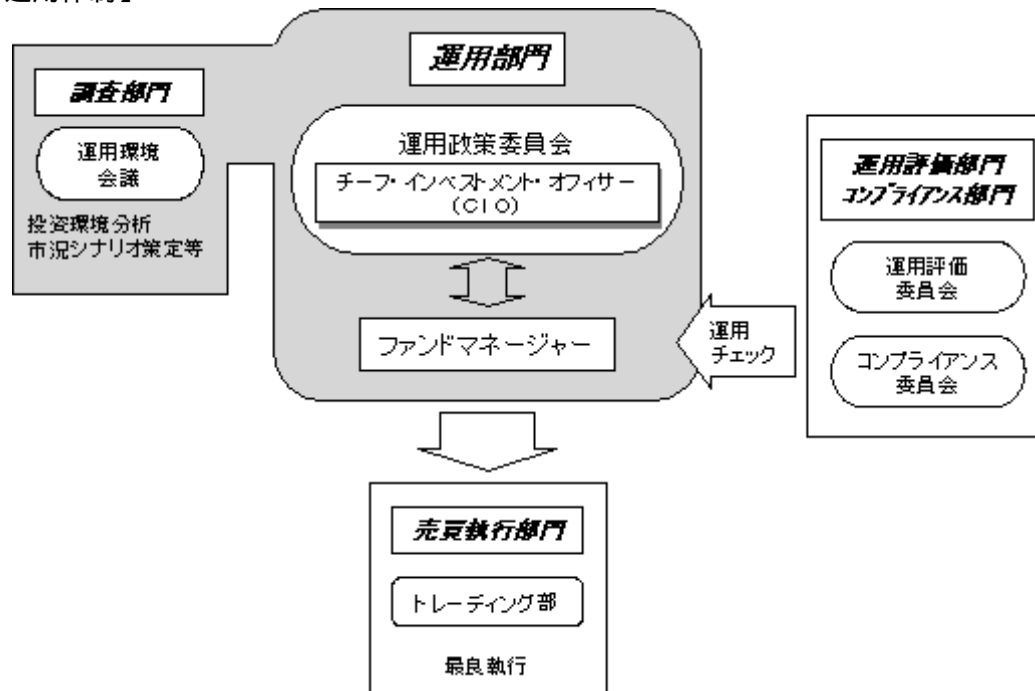 運用部門
調査部門
運用環境
会議
投資環境分析
市況シナリオ策定等
運用政策委員会
チーフ・インベストメント・オフィサー
(CIO)
ファンドマネージャー
運用
チェック
運用評価部門
コンプライアンス部門
運用評価
委員会
コンプライアンス
委員会
売買執行部門
トレーディング部
最良執行